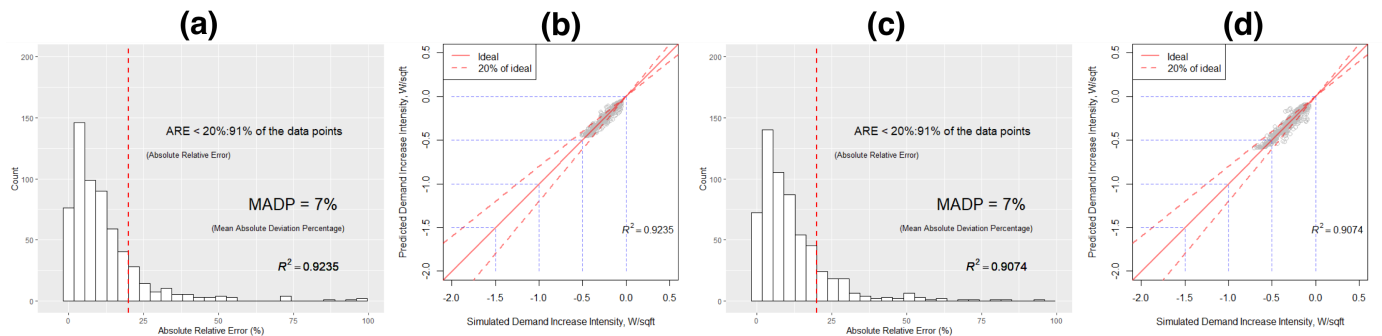 (a)
200
150
100
50
0
Count
ARE < 20%:91% of the data points
(Absolute Relative Error)
MADP = 7%
(Mean Absolute Deviation Percentage)
R² = 0.9235
0 25 50 75 100
Absolute Relative Error (%)
(b)
Ideal
20% of ideal
0.5
0.0
-0.5
-1.0
-1.5
-2.0
Predicted Demand Increase Intensity, W/sqft
R² = 0.9235
-2.0 -1.5 -1.0 -0.5 0.0 0.5
Simulated Demand Increase Intensity, W/sqft
(c)
200
150
100
50
0
Count
ARE < 20%:91% of the data points
(Absolute Relative Error)
MADP = 7%
(Mean Absolute Deviation Percentage)
R² = 0.9074
0 25 50 75 100
Absolute Relative Error (%)
(d)
Ideal
20% of ideal
0.5
0.0
-0.5
-1.0
-1.5
-2.0
Predicted Demand Increase Intensity, W/sqft
R² = 0.9074
-2.0 -1.5 -1.0 -0.5 0.0 0.5
Simulated Demand Increase Intensity, W/sqft